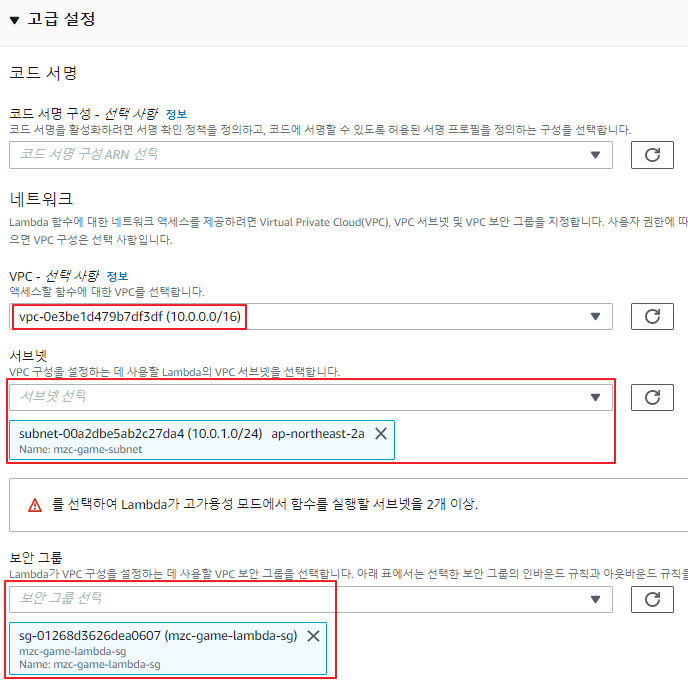 ▼ 고급 설정
코드 서명
코드 서명 구성 - 선택 사항 정보
코드 서명을 활성화하려면 서명 확인 정책을 정의하고, 코드에 서명할 수 있도록 허용된 서명 프로필을 정의하는 구성을 선택합니다.
코드 서명 구성 ARN 선택
네트워크
Lambda 함수에 대한 네트워크 액세스를 제공하려면 Virtual Private Cloud(VPC), VPC 서브넷 및 VPC 보안 그룹을 지정합니다. 사용자 권한에 따
으면 VPC 구성은 선택 사항입니다.
VPC - 선택 사항 정보
액세스할 함수에 대한 VPC를 선택합니다.
vpc-0e3be1d479b7df3df (10.0.0.0/16)
서브넷
VPC 구성을 설정하는 데 사용할 Lambda의 VPC 서브넷을 선택합니다.
서브넷 선택
subnet-00a2dbe5ab2c27da4 (10.0.1.0/24) ap-northeast-2a
Name: mzc-game-subnet
를 선택하여 Lambda가 고가용성 모드에서 함수를 실행할 서브넷을 2개 이상.
보안 그룹
Lambda가 VPC 구성을 설정하는 데 사용할 VPC 보안 그룹을 선택합니다. 아래 표에서는 선택한 보안 그룹의 인바운드 규칙과 아웃바운드 규칙을
보안 그룹 선택
sg-01268d3626dea0607 (mzc-game-lambda-sg)
mzc-game-lambda-sg
Name: mzc-game-lambda-sg